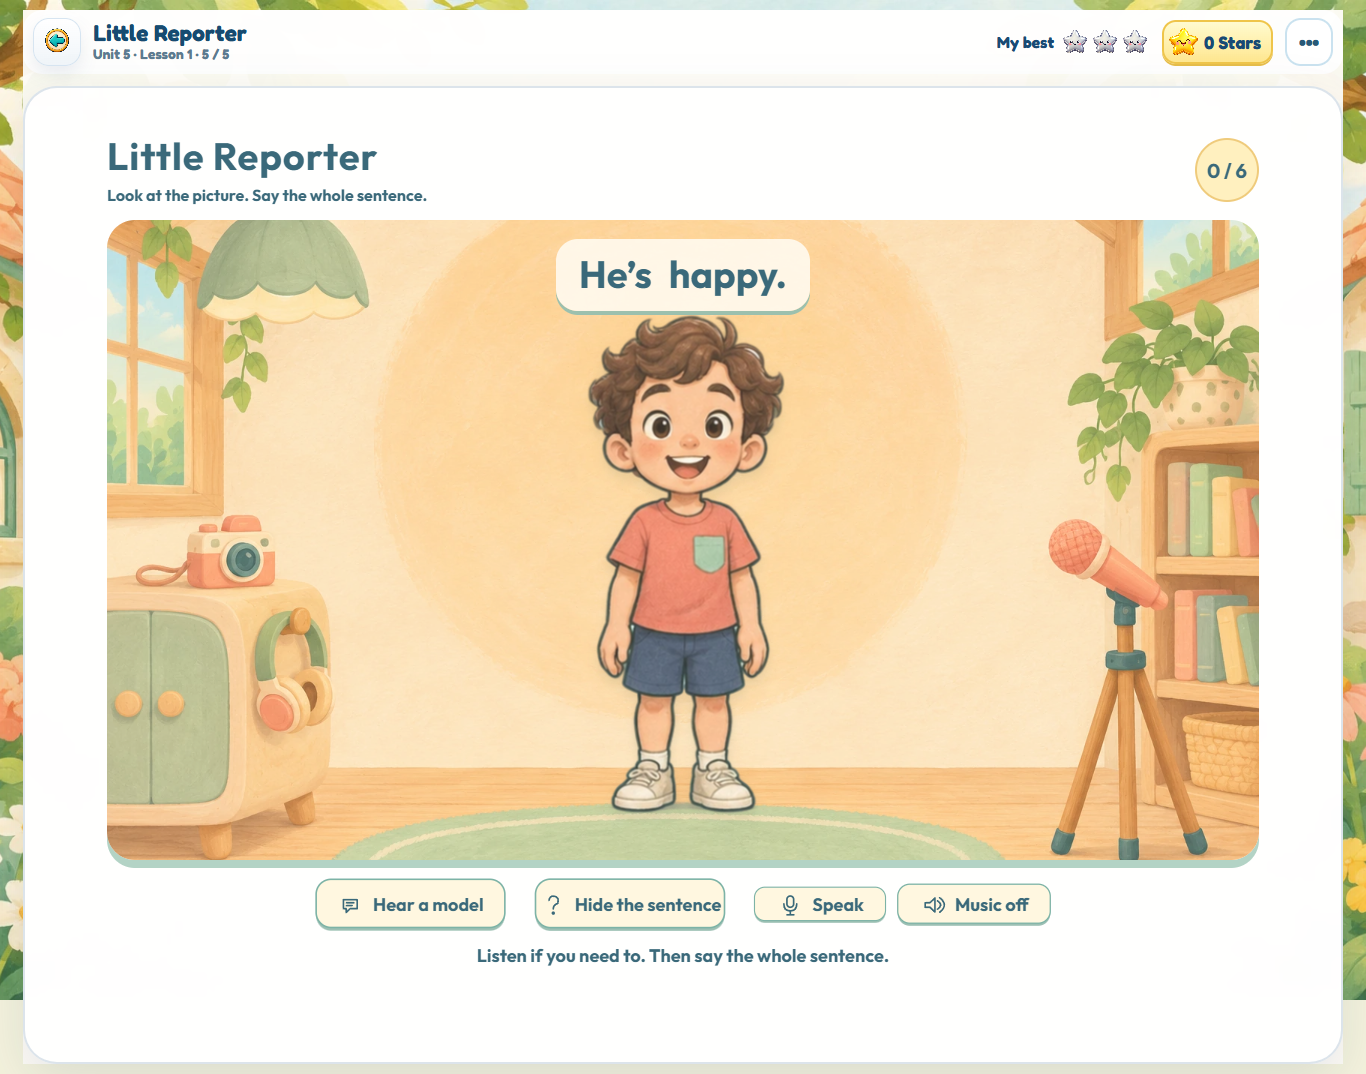 Little Reporter
Unit 5 · Lesson 1 · 5 / 5
My best
0 Stars
Little Reporter
Look at the picture. Say the whole sentence.
0 / 6
He’s happy.
Hear a model
? Hide the sentence
Speak
Music off
Listen if you need to. Then say the whole sentence.